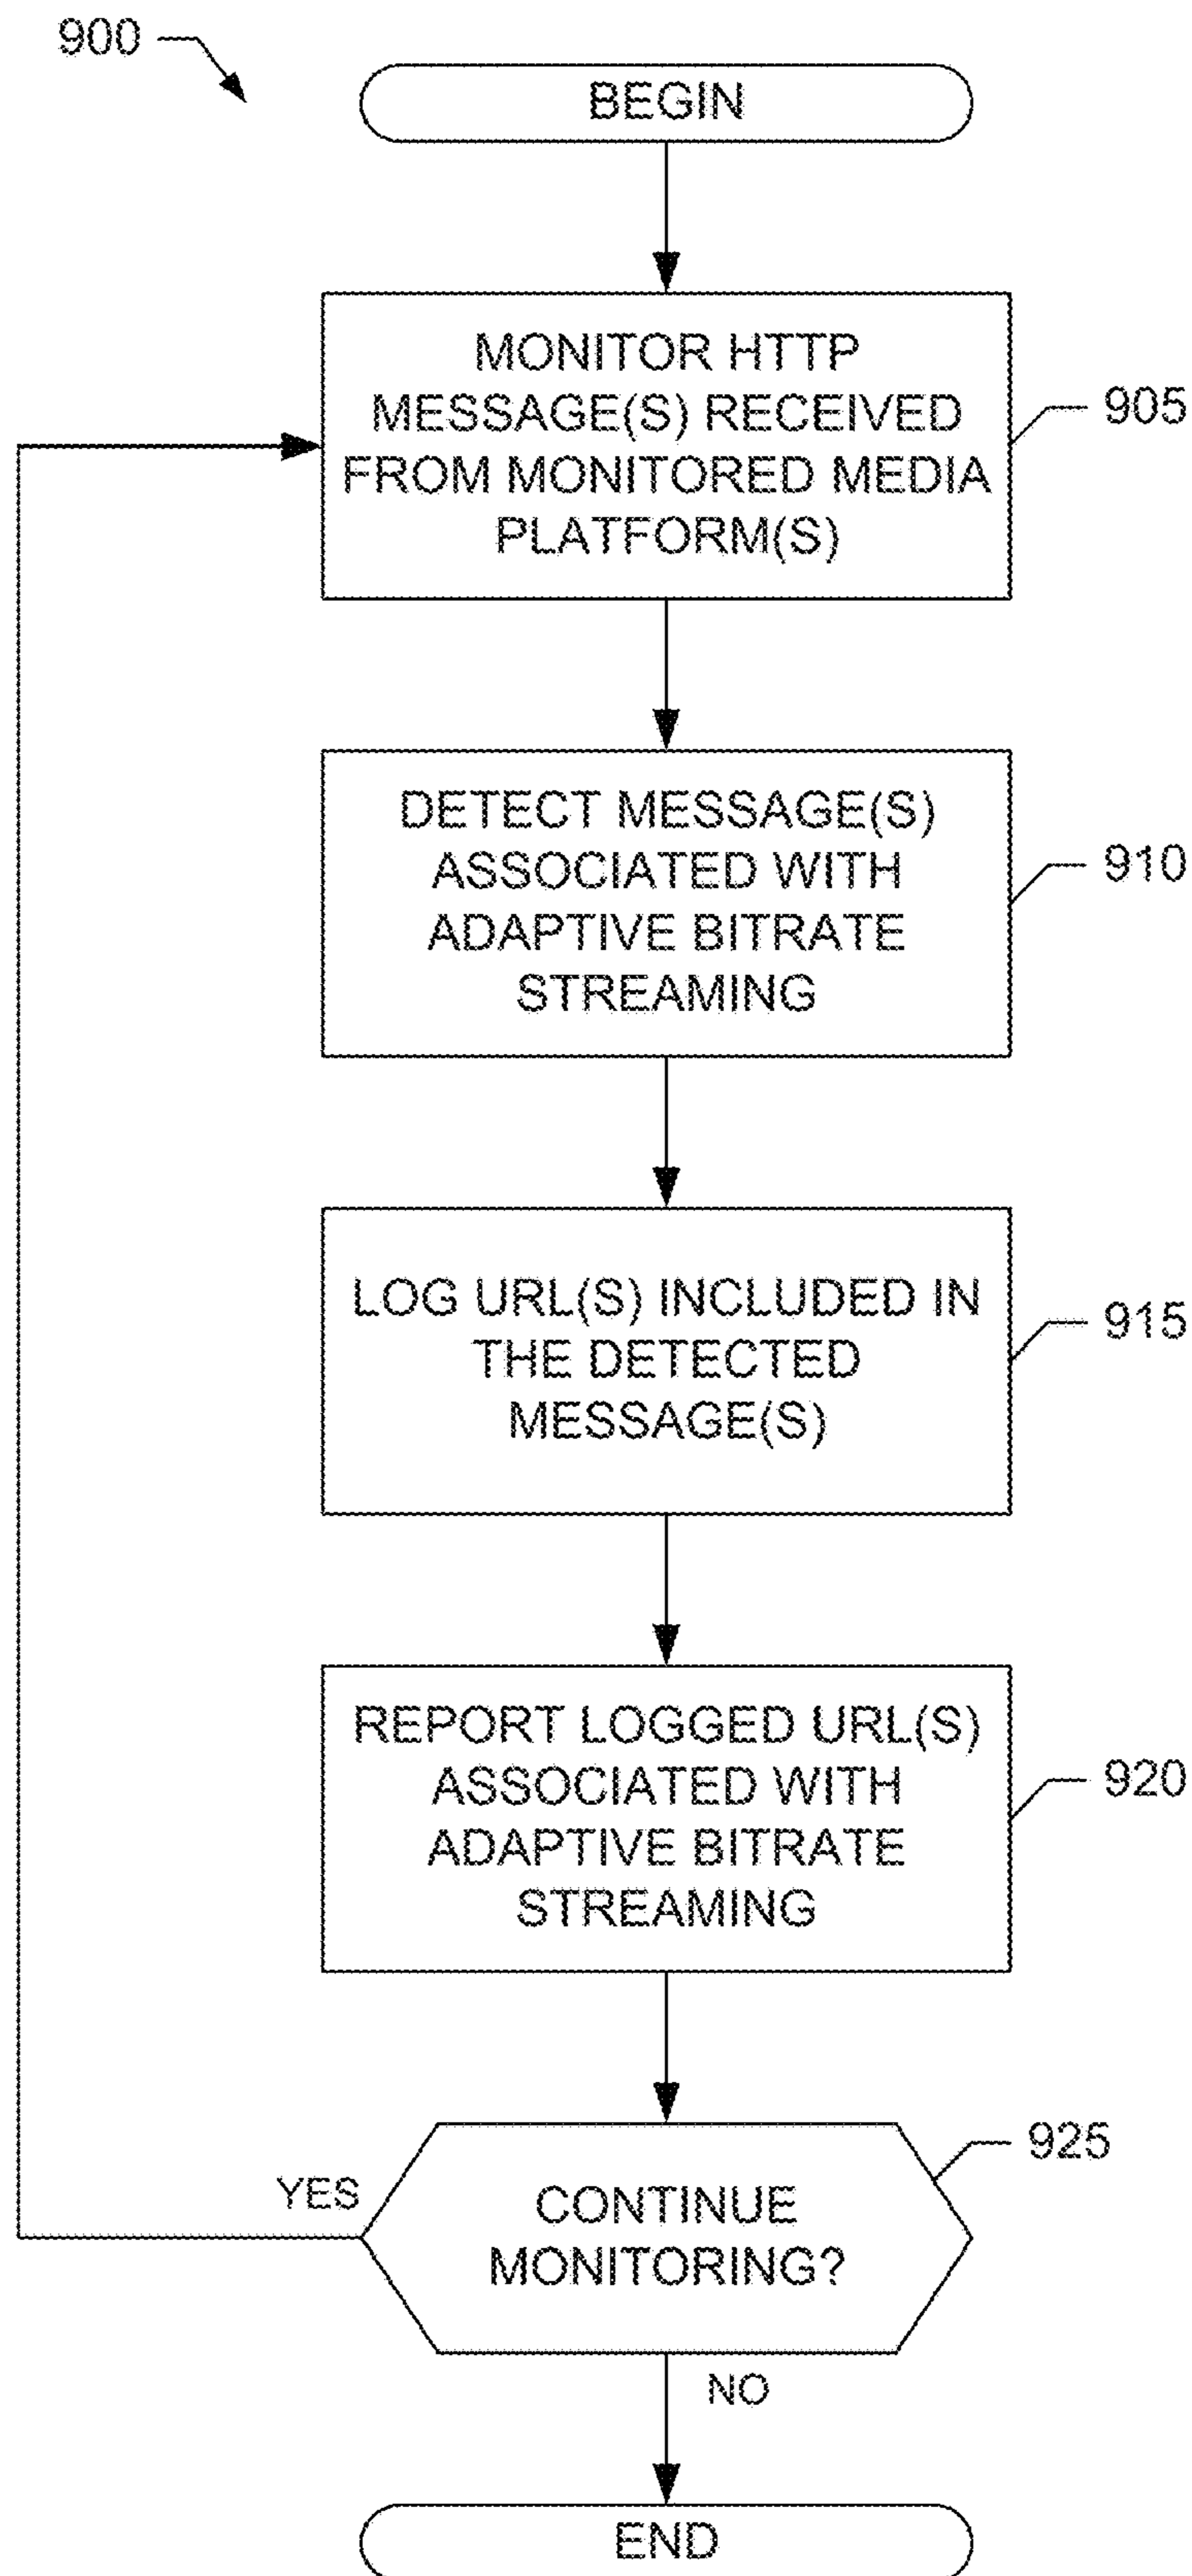 900
BEGIN
MONITOR HTTP
MESSAGE(S) RECEIVED
FROM MONITORED MEDIA
PLATFORM(S)
905
DETECT MESSAGE(S)
ASSOCIATED WITH
ADAPTIVE BITRATE
STREAMING
910
LOG URL(S) INCLUDED IN
THE DETECTED
MESSAGE(S)
915
REPORT LOGGED URL(S)
ASSOCIATED WITH
ADAPTIVE BITRATE
STREAMING
920
CONTINUE
MONITORING?
925
YES
NO
END